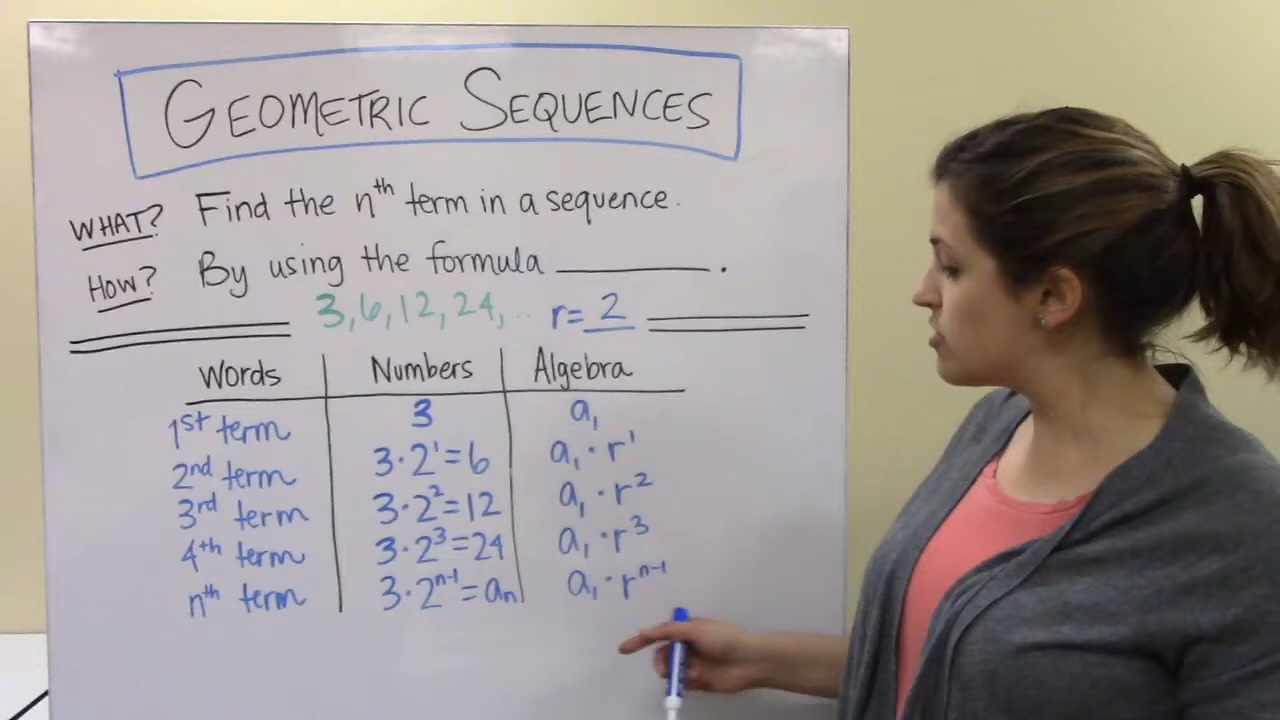 GEOMETRIC SEQUENCES
WHAT? Find the nth term in a sequence.
HOW? By using the formula ________.
3, 6, 12, 24, ... r = 2
Words Numbers Algebra
1st term 3 a₁
2nd term 3·2¹=6 a₁·r¹
3rd term 3·2²=12 a₁·r²
4th term 3·2³=24 a₁·r³
nth term 3·2ⁿ⁻¹=aₙ a₁·rⁿ⁻¹